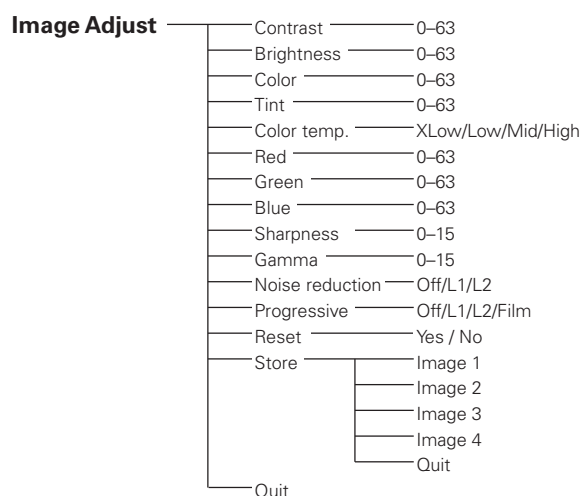 Image Adjust Contrast 0–63
Brightness 0–63
Color 0–63
Tint 0–63
Color temp. XLow/Low/Mid/High
Red 0–63
Green 0–63
Blue 0–63
Sharpness 0–15
Gamma 0–15
Noise reduction Off/L1/L2
Progressive Off/L1/L2/Film
Reset Yes / No
Store Image 1
Image 2
Image 3
Image 4
Quit
Quit